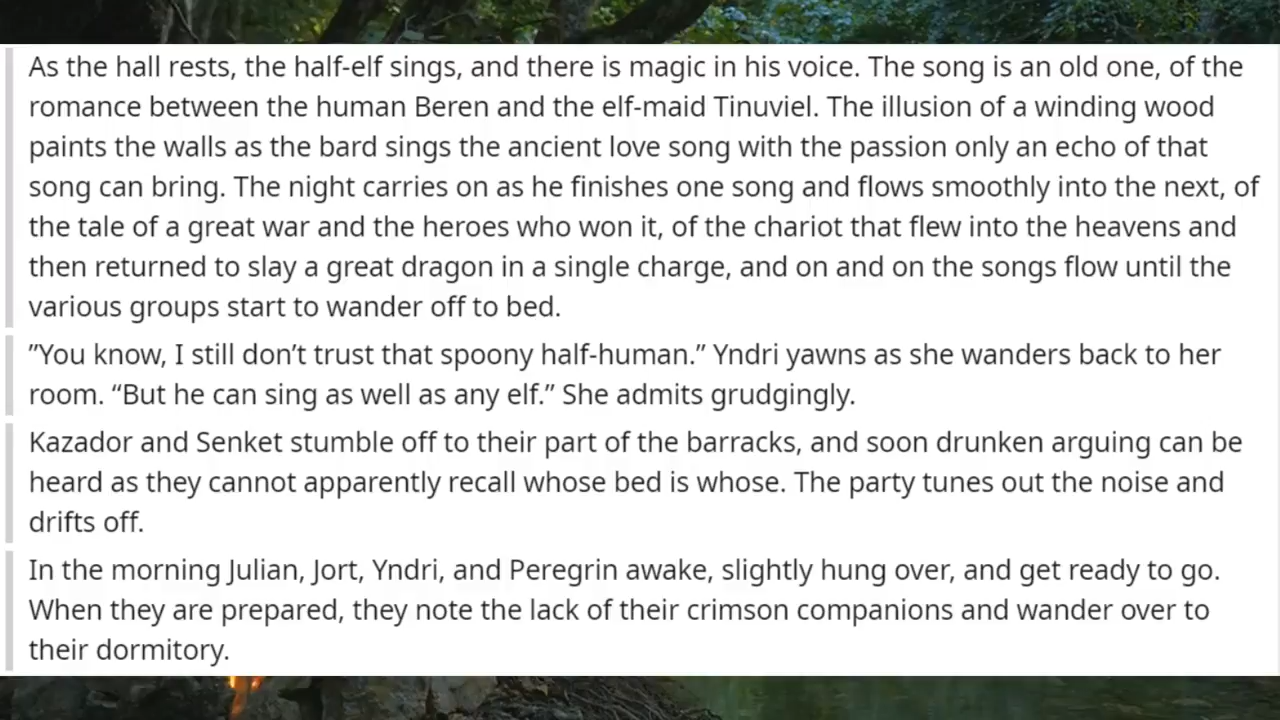 As the hall rests, the half-elf sings, and there is magic in his voice. The song is an old one, of the
romance between the human Beren and the elf-maid Tinuviel. The illusion of a winding wood
paints the walls as the bard sings the ancient love song with the passion only an echo of that
song can bring. The night carries on as he finishes one song and flows smoothly into the next, of
the tale of a great war and the heroes who won it, of the chariot that flew into the heavens and
then returned to slay a great dragon in a single charge, and on and on the songs flow until the
various groups start to wander off to bed.
”You know, I still don’t trust that spoony half-human.” Yndri yawns as she wanders back to her
room. “But he can sing as well as any elf.” She admits grudgingly.
Kazador and Senket stumble off to their part of the barracks, and soon drunken arguing can be
heard as they cannot apparently recall whose bed is whose. The party tunes out the noise and
drifts off.
In the morning Julian, Jort, Yndri, and Peregrin awake, slightly hung over, and get ready to go.
When they are prepared, they note the lack of their crimson companions and wander over to
their dormitory.